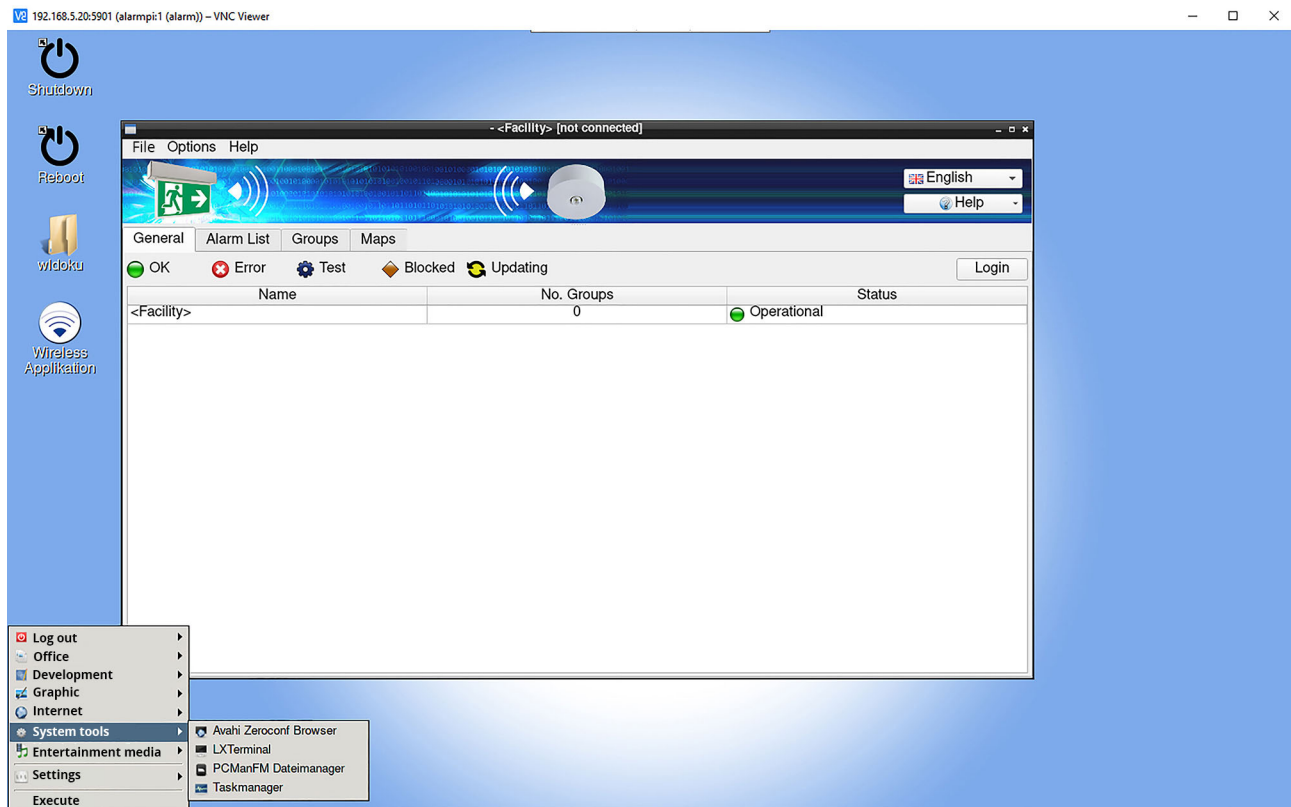 192.168.5.20:5901 (alarmpi:1 (alarm)) – VNC Viewer
Shutdown
Reboot
wldoku
Wireless
Applikation
- <Facility> [not connected]
File Options Help
English
Help
General Alarm List Groups Maps
OK Error Test Blocked Updating Login
Name No. Groups Status
<Facility> 0 Operational
Log out
Office
Development
Graphic
Internet
System tools
Entertainment media
Settings
Execute
Avahi Zeroconf Browser
LXTerminal
PCManFM Dateimanager
Taskmanager